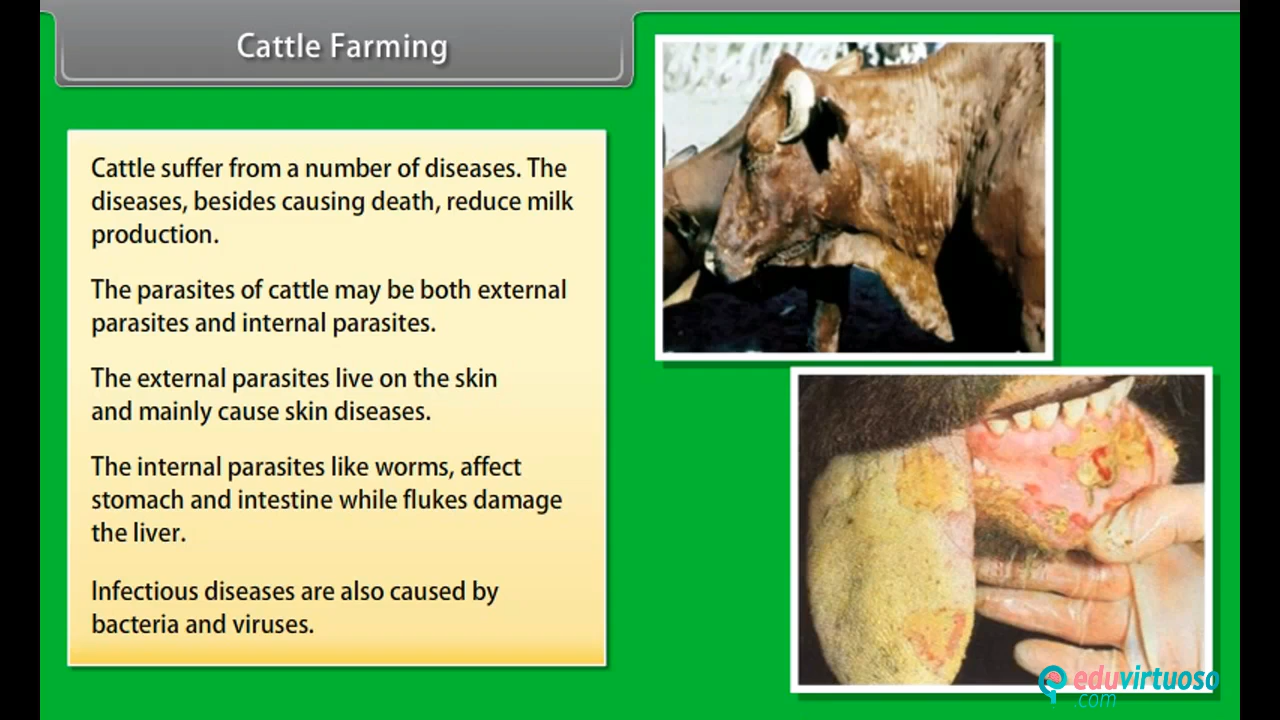 Cattle Farming
Cattle suffer from a number of diseases. The
diseases, besides causing death, reduce milk
production.
The parasites of cattle may be both external
parasites and internal parasites.
The external parasites live on the skin
and mainly cause skin diseases.
The internal parasites like worms, affect
stomach and intestine while flukes damage
the liver.
Infectious diseases are also caused by
bacteria and viruses.
eduvirtuoso
.com